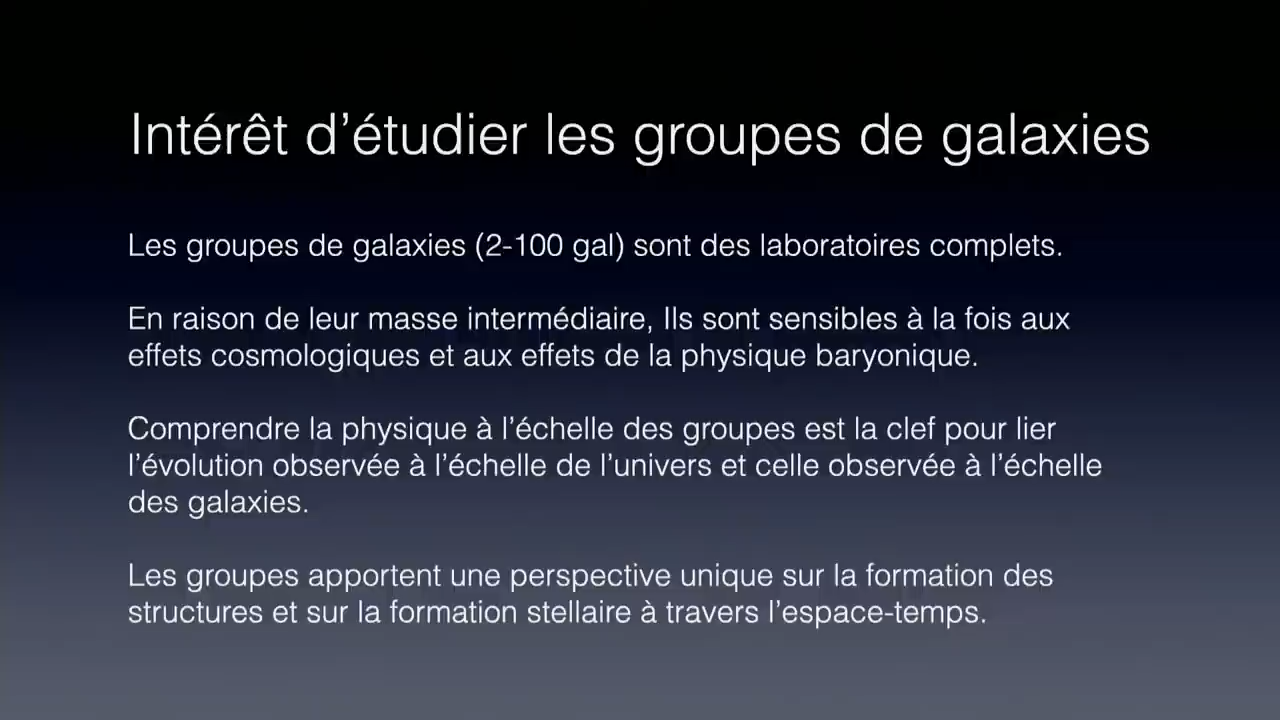 Intérêt d’étudier les groupes de galaxies
Les groupes de galaxies (2-100 gal) sont des laboratoires complets.
En raison de leur masse intermédiaire, Ils sont sensibles à la fois aux
effets cosmologiques et aux effets de la physique baryonique.
Comprendre la physique à l’échelle des groupes est la clef pour lier
l’évolution observée à l’échelle de l’univers et celle observée à l’échelle
des galaxies.
Les groupes apportent une perspective unique sur la formation des
structures et sur la formation stellaire à travers l’espace-temps.